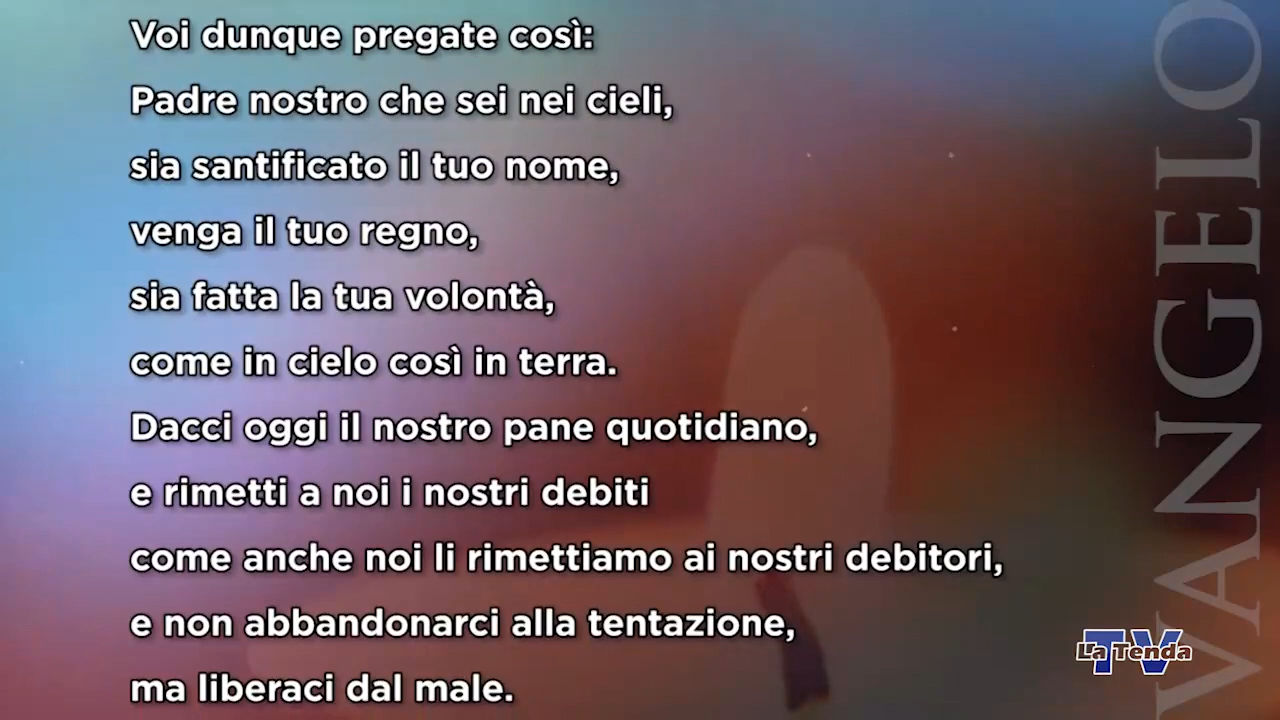 Voi dunque pregate così:
Padre nostro che sei nei cieli,
sia santificato il tuo nome,
venga il tuo regno,
sia fatta la tua volontà,
come in cielo così in terra.
Dacci oggi il nostro pane quotidiano,
e rimetti a noi i nostri debiti
come anche noi li rimettiamo ai nostri debitori,
e non abbandonarci alla tentazione,
ma liberaci dal male.
VANGELO
La Tenda TV